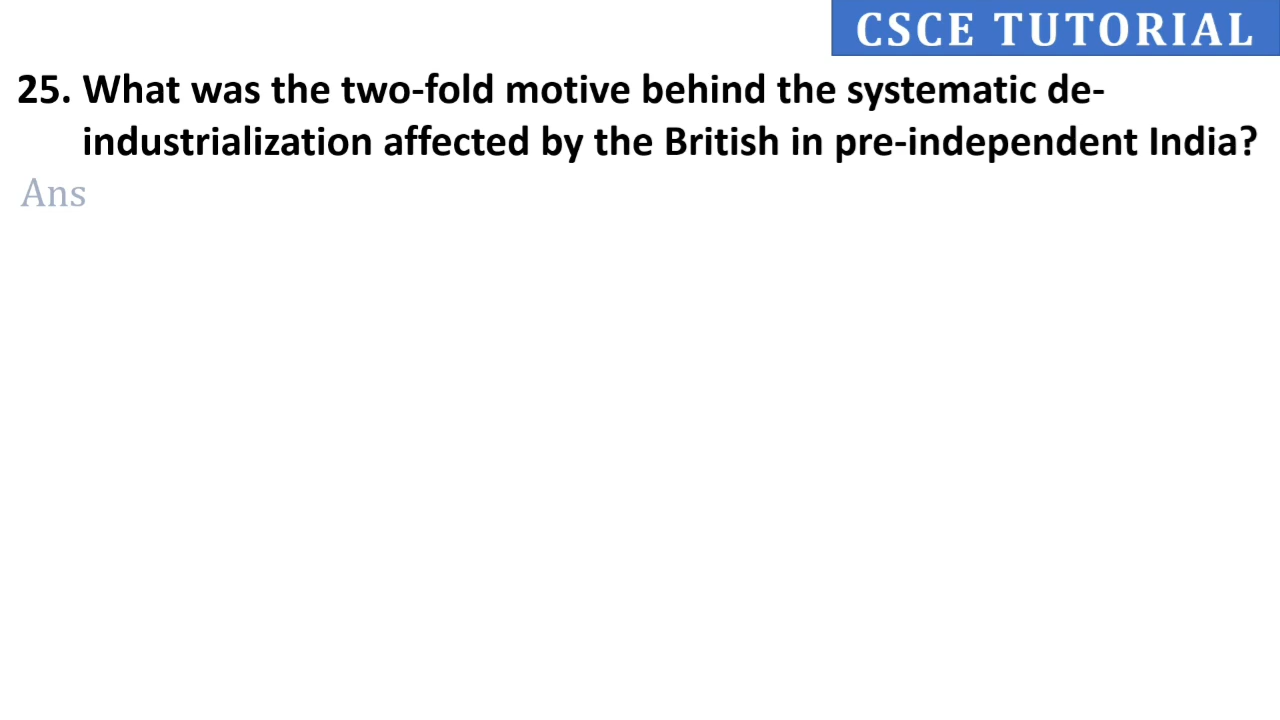 CSCE TUTORIAL
25. What was the two-fold motive behind the systematic de-
industrialization affected by the British in pre-independent India?
Ans